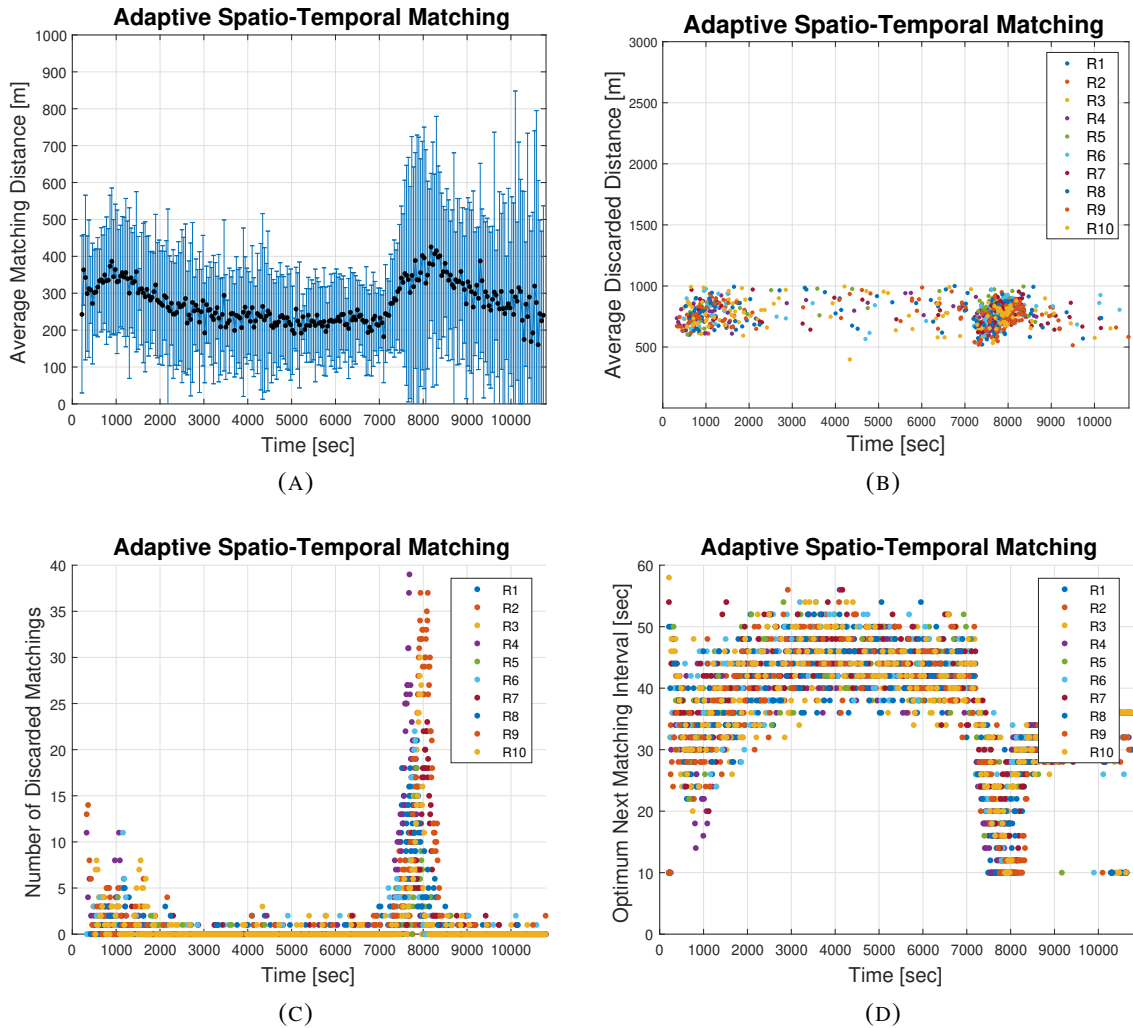 Adaptive Spatio-Temporal Matching
Average Matching Distance [m]
1000
900
800
700
600
500
400
300
200
100
0
0 1000 2000 3000 4000 5000 6000 7000 8000 9000 10000
Time [sec]
(A)
Adaptive Spatio-Temporal Matching
Average Discarded Distance [m]
3000
2500
2000
1500
1000
500
R1
R2
R3
R4
R5
R6
R7
R8
R9
R10
0 1000 2000 3000 4000 5000 6000 7000 8000 9000 10000
Time [sec]
(B)
Adaptive Spatio-Temporal Matching
Number of Discarded Matchings
40
35
30
25
20
15
10
5
0
R1
R2
R3
R4
R5
R6
R7
R8
R9
R10
0 1000 2000 3000 4000 5000 6000 7000 8000 9000 10000
Time [sec]
(C)
Adaptive Spatio-Temporal Matching
Optimum Next Matching Interval [sec]
60
50
40
30
20
10
0
R1
R2
R3
R4
R5
R6
R7
R8
R9
R10
0 1000 2000 3000 4000 5000 6000 7000 8000 9000 10000
Time [sec]
(D)